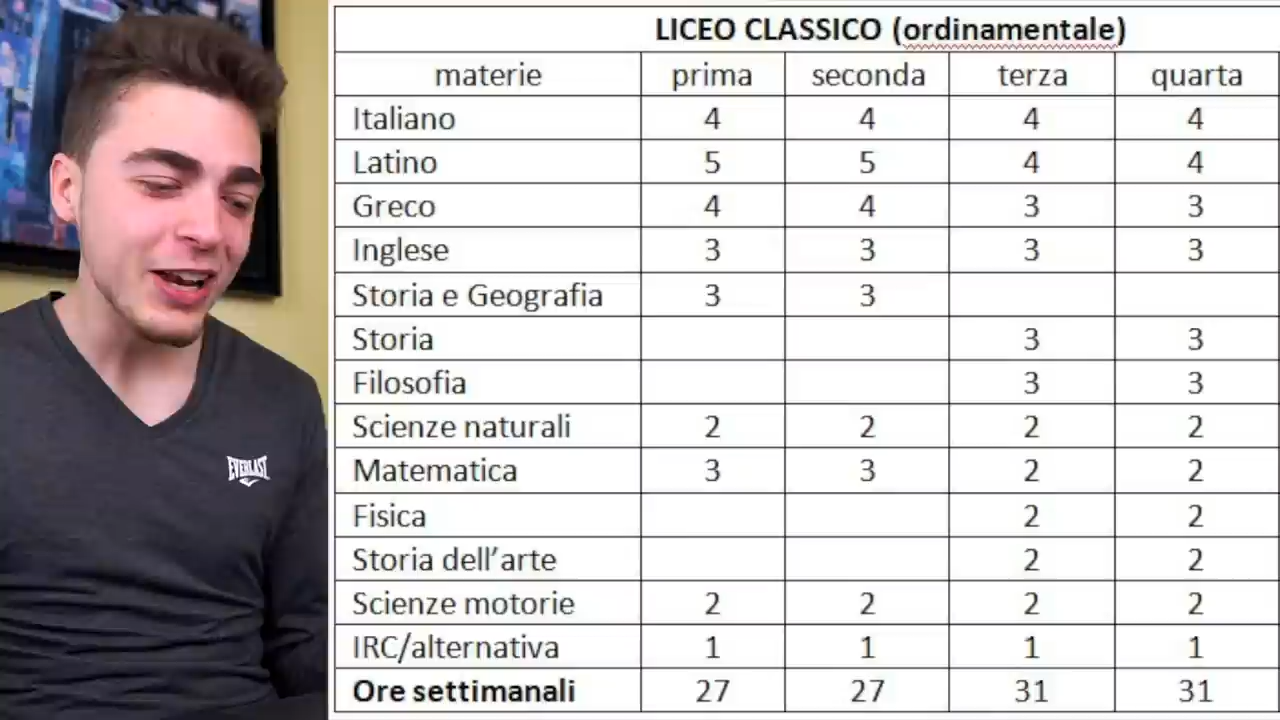 LICEO CLASSICO (ordinamentale)
materie prima seconda terza quarta
Italiano 4 4 4 4
Latino 5 5 4 4
Greco 4 4 3 3
Inglese 3 3 3 3
Storia e Geografia 3 3
Storia 3 3
Filosofia 3 3
Scienze naturali 2 2 2 2
Matematica 3 3 2 2
Fisica 2 2
Storia dell’arte 2 2
Scienze motorie 2 2 2 2
IRC/alternativa 1 1 1 1
Ore settimanali 27 27 31 31
EVERLAST